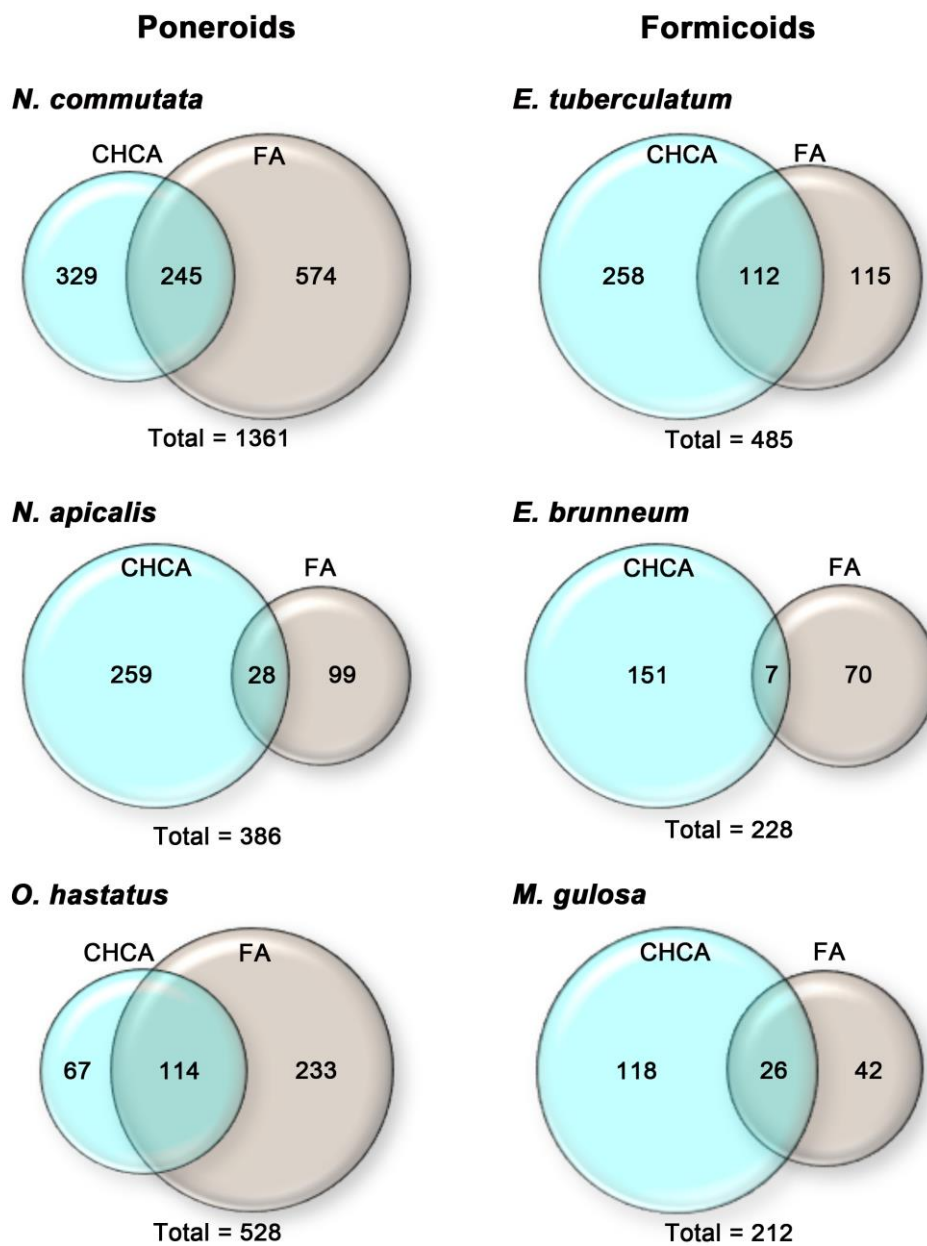 Poneroids
Formicoids
N. commutata
CHCA
FA
329
245
574
Total = 1361
E. tuberculatum
CHCA
FA
258
112
115
Total = 485
N. apicalis
CHCA
FA
259
28
99
Total = 386
E. brunneum
CHCA
FA
151
7
70
Total = 228
O. hastatus
CHCA
FA
67
114
233
Total = 528
M. gulosa
CHCA
FA
118
26
42
Total = 212